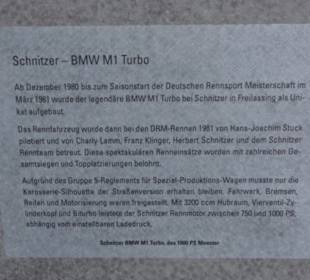 Schnitzer – BMW M1 Turbo
Ab Dezember 1980 bis zum Saisonstart der Deutschen Rennsport Meisterschaft im
März 1981 wurde der legendäre BMW M1 Turbo bei Schnitzer in Freilassing als Uni-
kat aufgebaut.
Das Rennfahrzeug wurde dann bei den DRM-Rennen 1981 von Hans-Joachim Stuck
pilotiert und von Charly Lamm, Franz Klinger, Herbert Schnitzer und dem Schnitzer
Rennteam betreut. Diese spektakulären Renneinsätze wurden mit zahlreichen Ge-
samtsiegen und Topplatzierungen belohnt.
Aufgrund des Gruppe 5-Reglements für Spezial-Produktions-Wagen musste nur die
Karosserie-Silhouette der Straßenversion erhalten bleiben. Fahrwerk, Bremsen,
Reifen und Motorisierung waren freigestellt. Mit 3200 ccm Hubraum, Vierventil-Zy-
linderkopf und Biturbo leistete der Schnitzer Rennmotor zwischen 750 und 1000 PS,
abhängig vom einstellbaren Ladedruck.
Schnitzer BMW M1 Turbo, das 1000 PS Monster